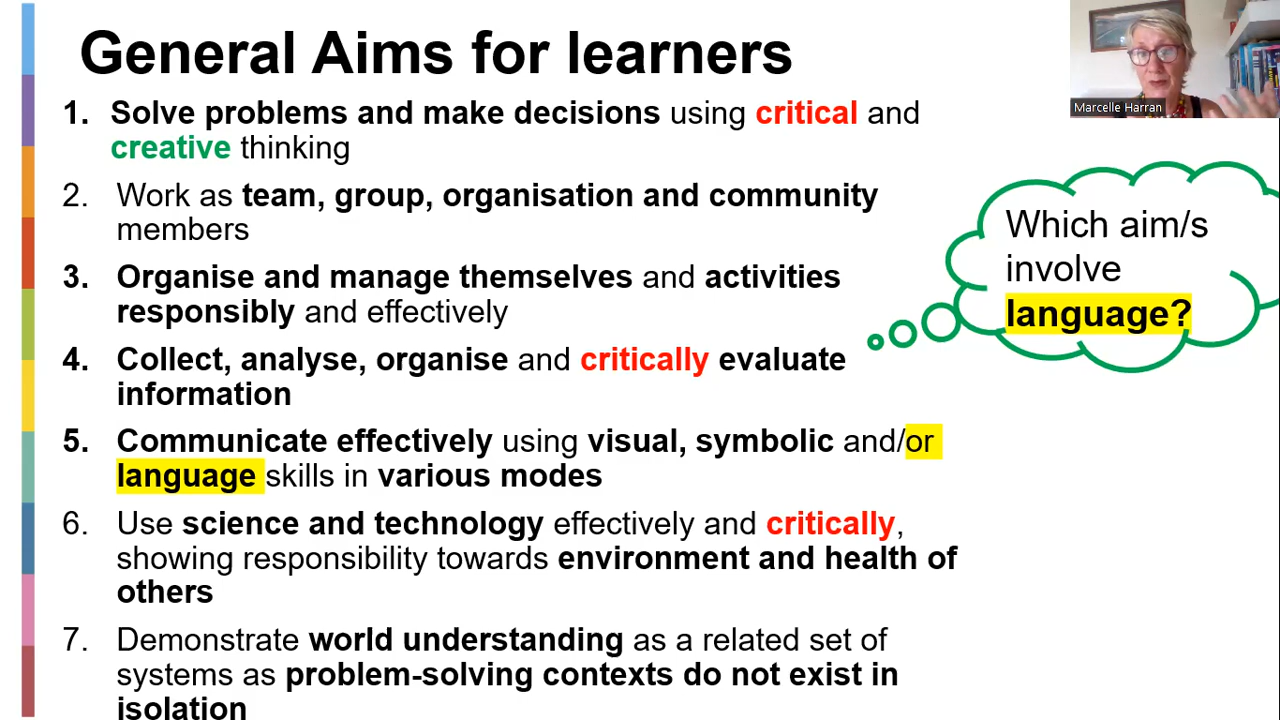 General Aims for learners
1. Solve problems and make decisions using critical and
creative thinking
2. Work as team, group, organisation and community
members
3. Organise and manage themselves and activities
responsibly and effectively
4. Collect, analyse, organise and critically evaluate
information
5. Communicate effectively using visual, symbolic and/or
language skills in various modes
6. Use science and technology effectively and critically,
showing responsibility towards environment and health of
others
7. Demonstrate world understanding as a related set of
systems as problem-solving contexts do not exist in
isolation
Which aim/s
involve
language?
Marcelle Harran